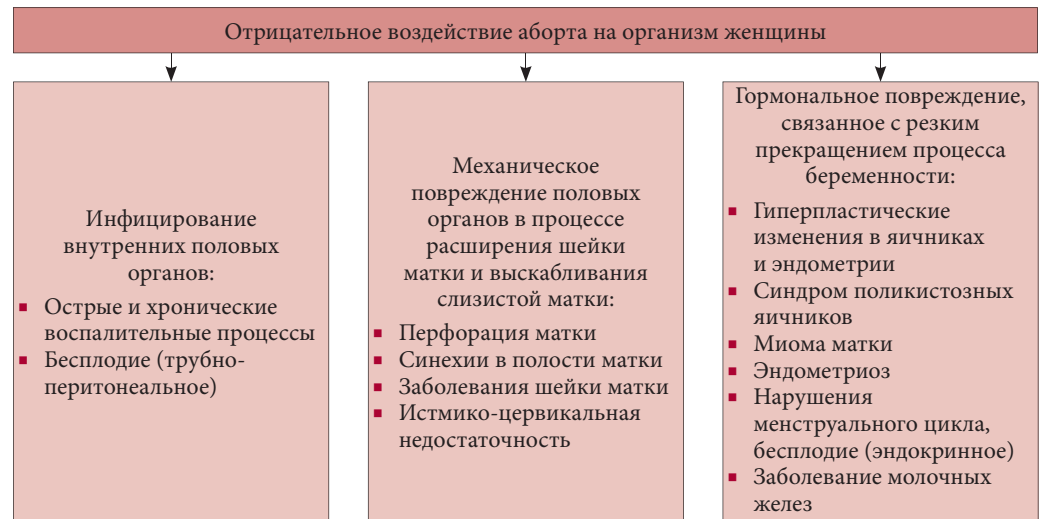 Отрицательное воздействие аборта на организм женщины
Инфицирование
внутренних половых
органов:
▪ Острые и хронические
воспалительные процессы
▪ Бесплодие (трубно-
перитонеальное)
Механическое
повреждение половых
органов в процессе
расширения шейки
матки и выскабливания
слизистой матки:
▪ Перфорация матки
▪ Синехии в полости матки
▪ Заболевания шейки матки
▪ Истмико-цервикальная
недостаточность
Гормональное повреждение,
связанное с резким
прекращением процесса
беременности:
▪ Гиперпластические
изменения в яичниках
и эндометрии
▪ Синдром поликистозных
яичников
▪ Миома матки
▪ Эндометриоз
▪ Нарушения
менструального цикла,
бесплодие (эндокринное)
▪ Заболевание молочных
желез